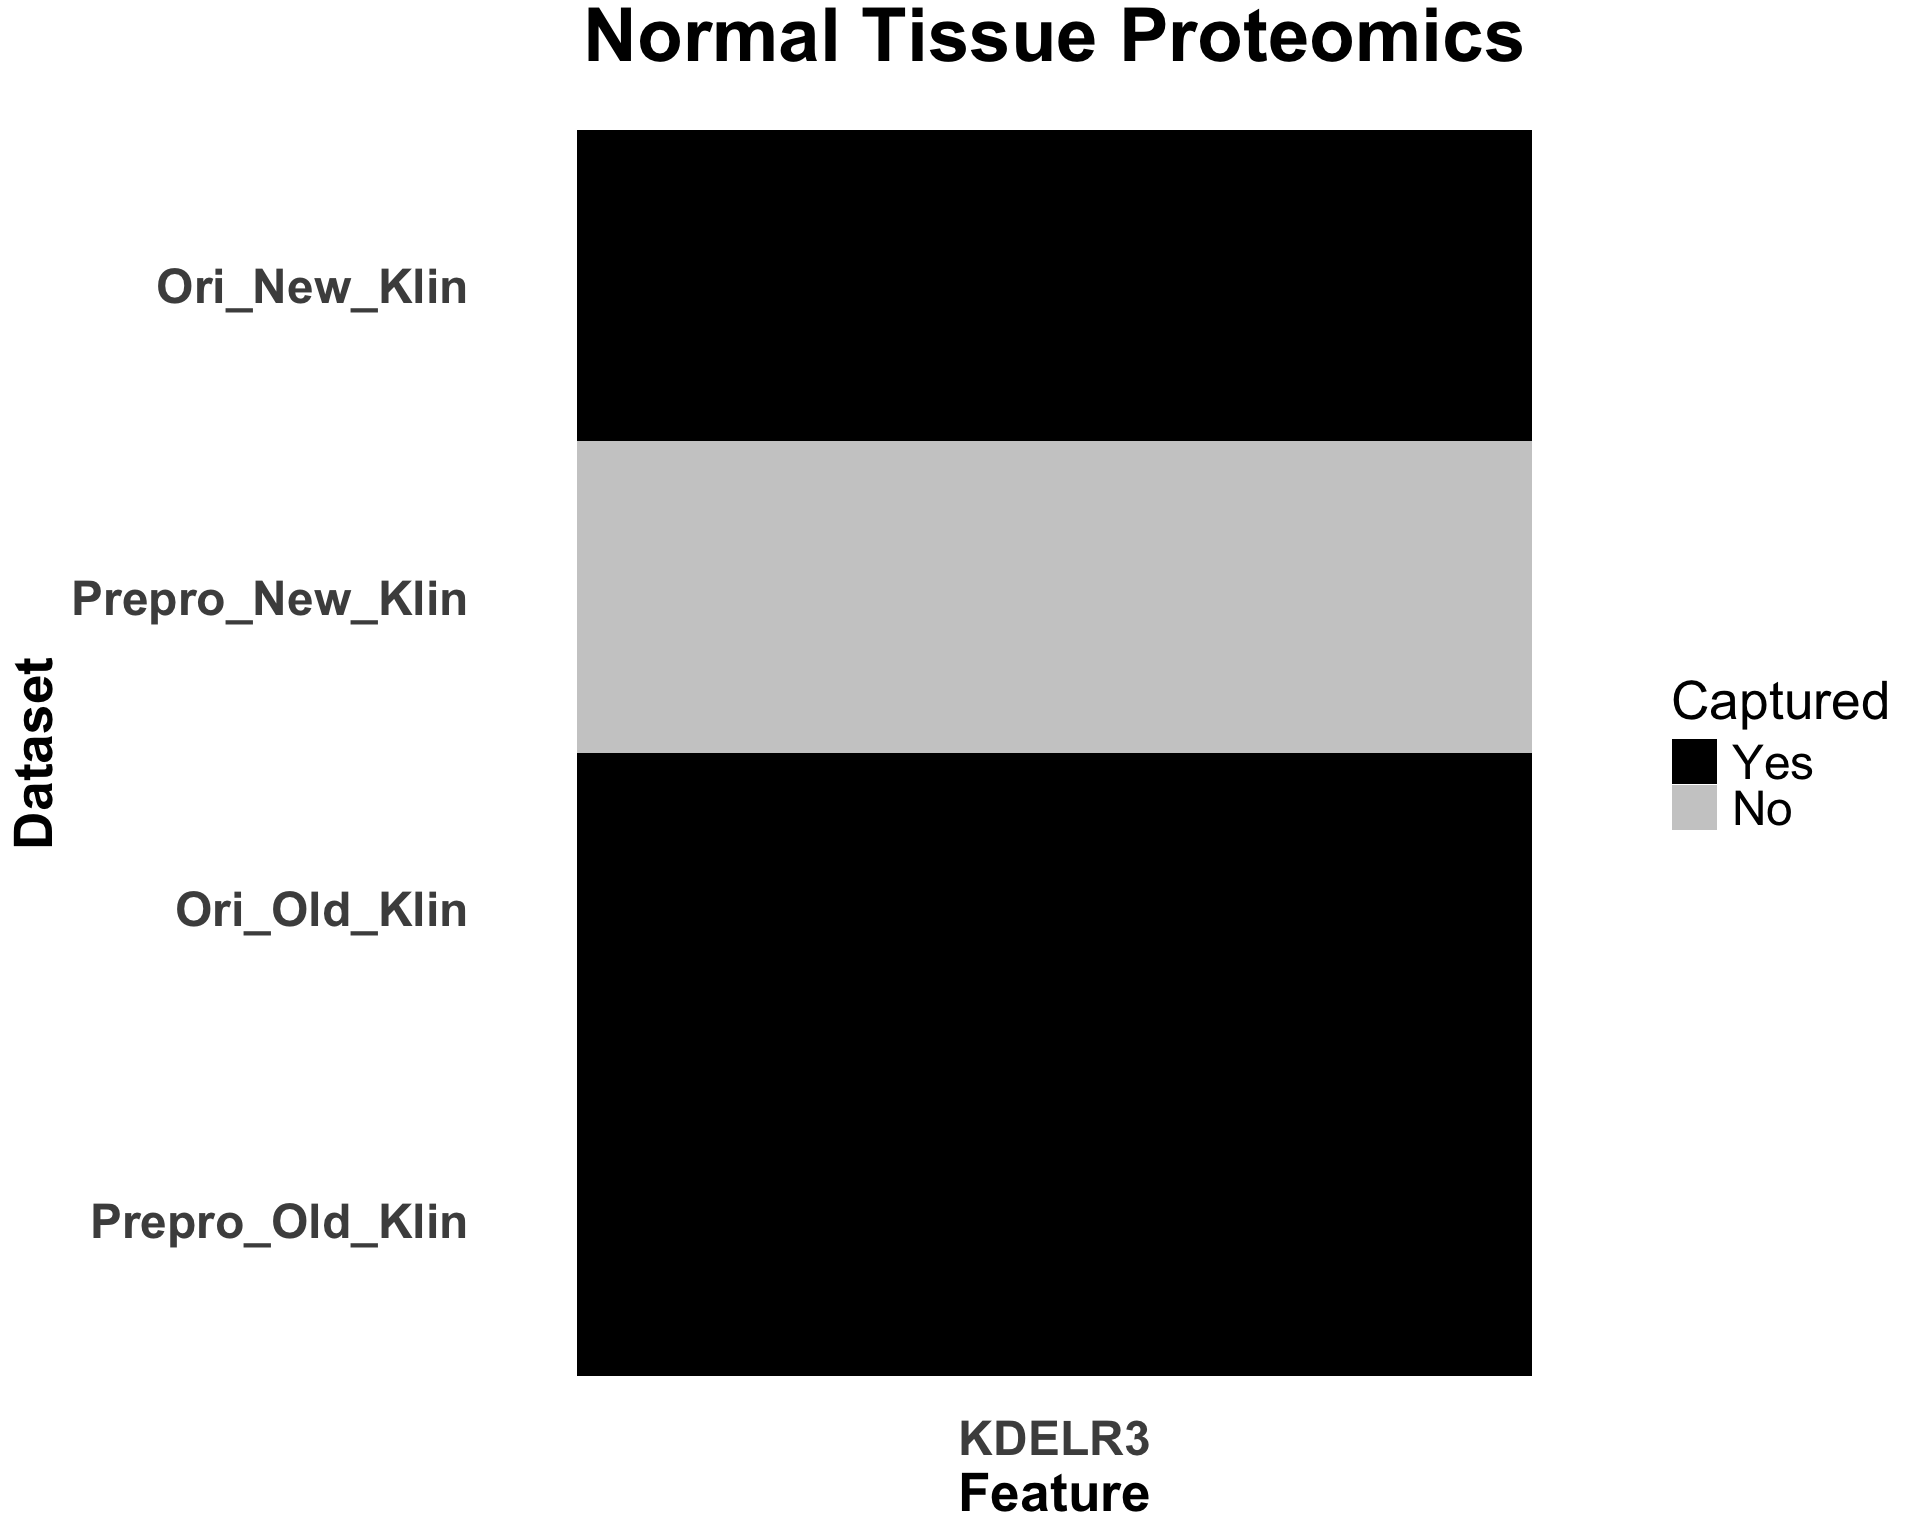 Normal Tissue Proteomics
Ori_New_Klin
Prepro_New_Klin
Ori_Old_Klin
Prepro_Old_Klin
Dataset
KDELR3
Feature
Captured
Yes
No